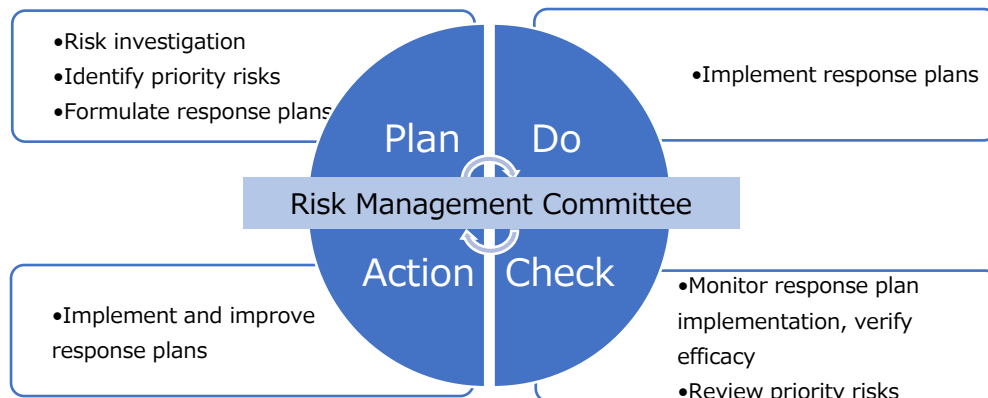 •Risk investigation
•Identify priority risks
•Formulate response plans
•Implement response plans
Plan
Do
Risk Management Committee
Action
Check
•Implement and improve
response plans
•Monitor response plan
implementation, verify
efficacy
•Review priority risks